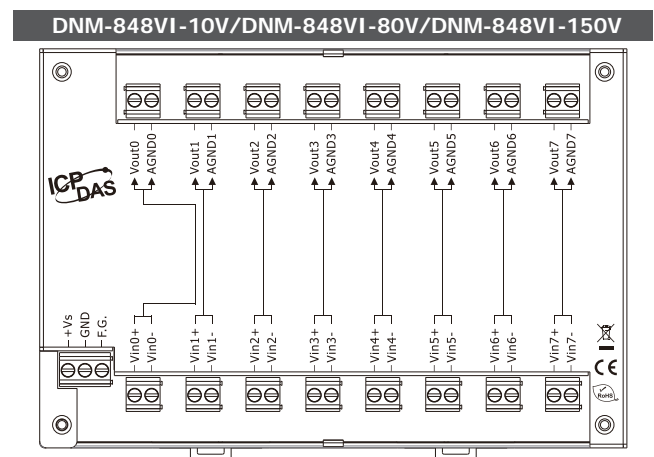 DNM-848VI-10V/DNM-848VI-80V/DNM-848VI-150V
Vout0
AGND0
Vout1
AGND1
Vout2
AGND2
Vout3
AGND3
Vout4
AGND4
Vout5
AGND5
Vout6
AGND6
Vout7
AGND7
ICP
DAS
+Vs
GND
F.G.
Vin0+
Vin0-
Vin1+
Vin1-
Vin2+
Vin2-
Vin3+
Vin3-
Vin4+
Vin4-
Vin5+
Vin5-
Vin6+
Vin6-
Vin7+
Vin7-
CE
RoHS